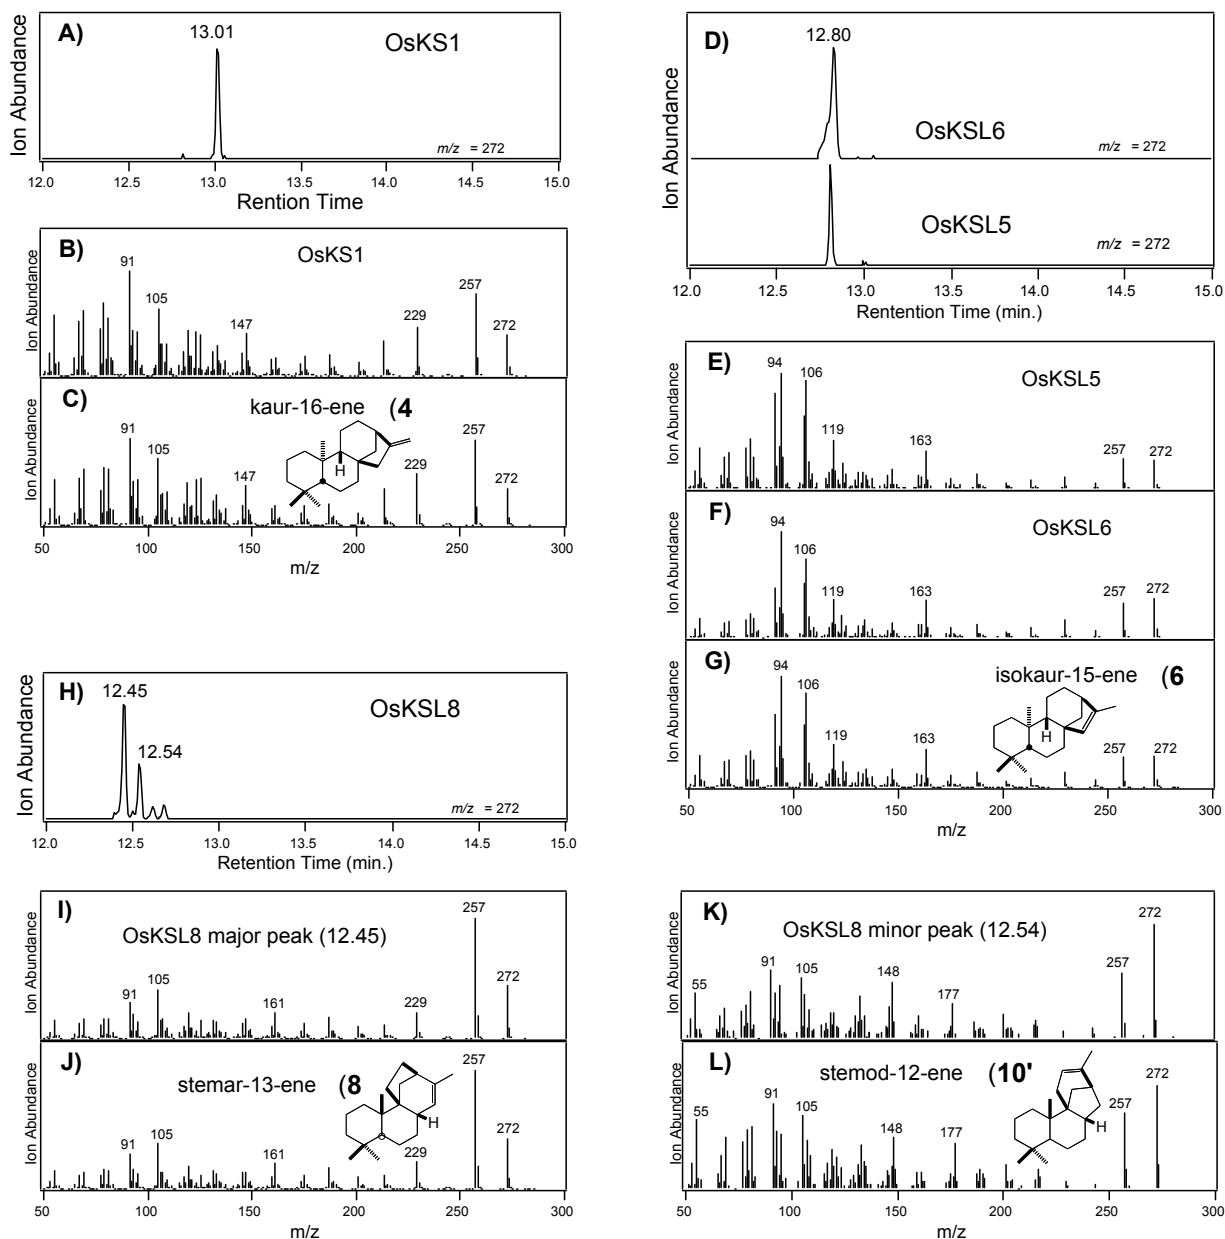 A)
13.01
OsKS1
Ion Abundance
m/z = 272
12.0 12.5 13.0 13.5 14.0 14.5 15.0
Rention Time
B)
OsKS1
Ion Abundance
91
105
147
229
257
272
C)
kaur-16-ene (4
Ion Abundance
91
105
147
229
257
272
H
50 100 150 200 250 300
m/z
D)
12.80
OsKSL6
m/z = 272
Ion Abundance
OsKSL5
m/z = 272
12.0 12.5 13.0 13.5 14.0 14.5 15.0
Rentention Time (min.)
E)
OsKSL5
Ion Abundance
94
106
119
163
257
272
F)
OsKSL6
Ion Abundance
94
106
119
163
257
272
G)
isokaur-15-ene (6
Ion Abundance
94
106
119
163
257
272
H
50 100 150 200 250 300
m/z
H)
12.45
12.54
OsKSL8
Ion Abundance
m/z = 272
12.0 12.5 13.0 13.5 14.0 14.5 15.0
Retention Time (min.)
I)
OsKSL8 major peak (12.45)
Ion Abundance
91
105
161
229
257
272
J)
stemar-13-ene (8
Ion Abundance
91
105
161
229
257
272
H
50 100 150 200 250 300
m/z
K)
OsKSL8 minor peak (12.54)
Ion Abundance
55
91
105
148
177
257
272
L)
stemod-12-ene (10'
Ion Abundance
55
91
105
148
177
257
272
H
50 100 150 200 250 300
m/z